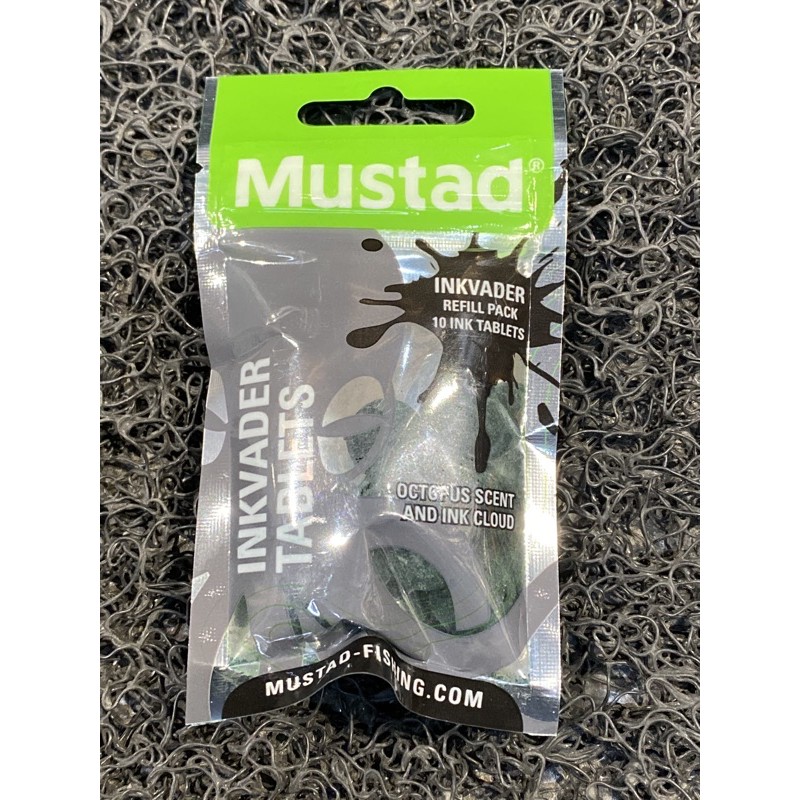 Mustad®
INKVADER
REFILL PACK
10 INK TABLETS
INKVADER
TABLETS
OCTOPUS SCENT
AND INK CLOUD
MUSTAD-FISHING.COM